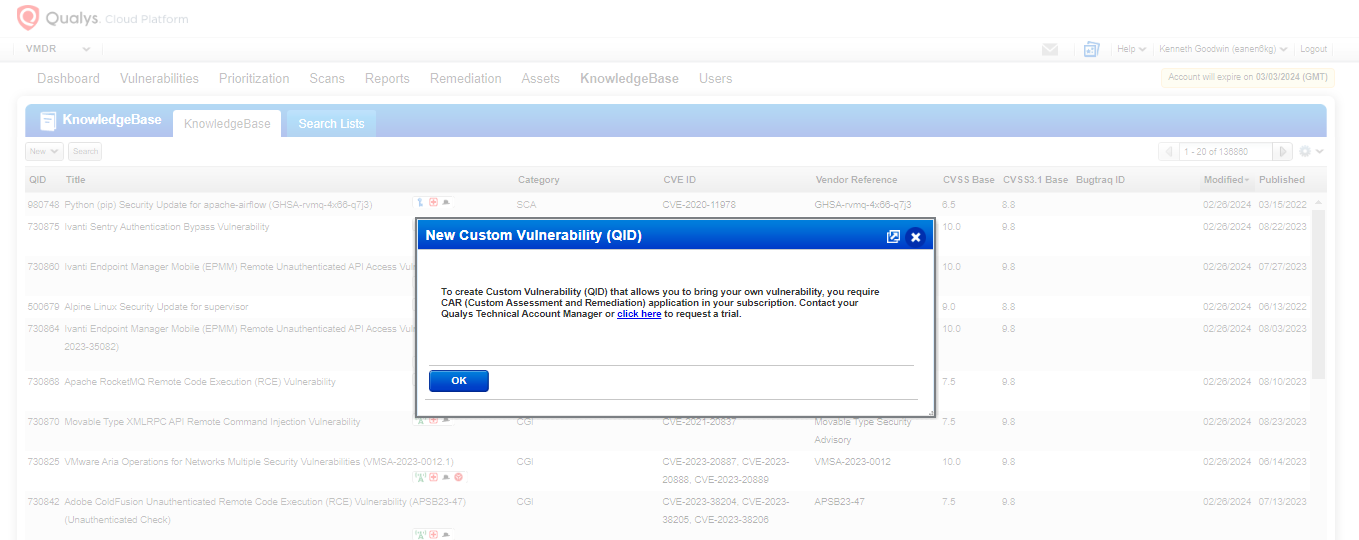 Qualys. Cloud Platform
VMDR
Help Kenneth Goodwin (eanen6kg) Logout
Dashboard Vulnerabilities Prioritization Scans Reports Remediation Assets KnowledgeBase Users
Account will expire on 03/03/2024 (GMT)
KnowledgeBase KnowledgeBase Search Lists
New Search 1 - 20 of 136860
QID Title Category CVE ID Vendor Reference CVSS Base CVSS3.1 Base Bugtraq ID Modified Published
980748 Python (pip) Security Update for apache-airflow (GHSA-rvmq-4x66-q7j3) SCA CVE-2020-11978 GHSA-rvmq-4x66-q7j3 6.5 8.8 02/26/2024 03/15/2022
730875 Ivanti Sentry Authentication Bypass Vulnerability 10.0 9.8 02/26/2024 08/22/2023
730860 Ivanti Endpoint Manager Mobile (EPMM) Remote Unauthenticated API Access 10.0 9.8 02/26/2024 07/27/2023
500679 Alpine Linux Security Update for supervisor 9.0 8.8 02/26/2024 06/13/2022
730864 Ivanti Endpoint Manager Mobile (EPMM) Remote Unauthenticated API Access 10.0 9.8 02/26/2024 08/03/2023
2023-35082)
730868 Apache RocketMQ Remote Code Execution (RCE) Vulnerability 7.5 9.8 02/26/2024 08/10/2023
730870 Movable Type XMLRPC API Remote Command Injection Vulnerability CGI CVE-2021-20837 Movable Type Security 7.5 9.8 02/26/2024 08/23/2023
Advisory
730825 VMware Aria Operations for Networks Multiple Security Vulnerabilities (VMSA-2023-0012.1) CGI CVE-2023-20887, CVE-2023- VMSA-2023-0012 10.0 9.8 02/26/2024 06/14/2023
20888, CVE-2023-20889
730842 Adobe ColdFusion Unauthenticated Remote Code Execution (RCE) Vulnerability (APSB23-47) CGI CVE-2023-38204, CVE-2023- APSB23-47 7.5 9.8 02/26/2024 07/13/2023
(Unauthenticated Check) 38205, CVE-2023-38206
New Custom Vulnerability (QID)
To create Custom Vulnerability (QID) that allows you to bring your own vulnerability, you require
CAR (Custom Assessment and Remediation) application in your subscription. Contact your
Qualys Technical Account Manager or click here to request a trial.
OK